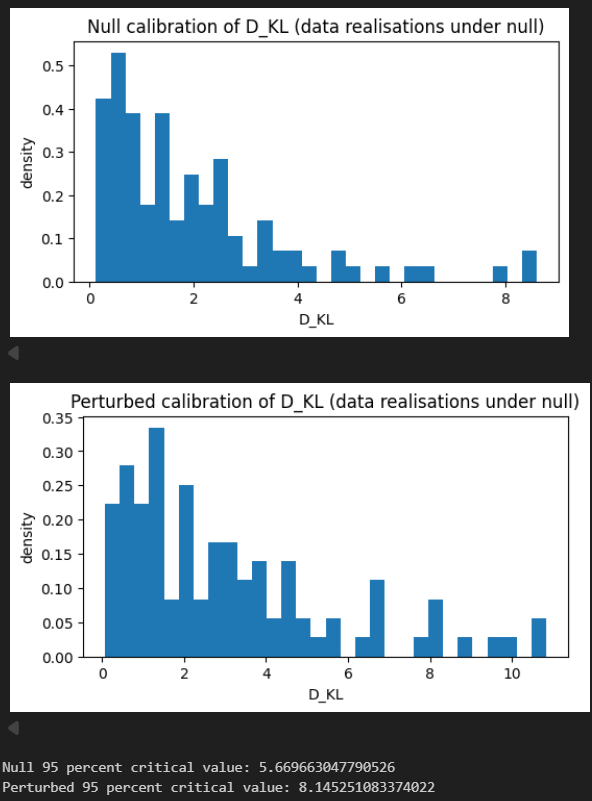 Null calibration of D_KL (data realisations under null)
0.5
0.4
0.3
0.2
0.1
0.0
density
0 2 4 6 8
D_KL
Perturbed calibration of D_KL (data realisations under null)
0.35
0.30
0.25
0.20
0.15
0.10
0.05
0.00
density
0 2 4 6 8 10
D_KL
Null 95 percent critical value: 5.669663047790526
Perturbed 95 percent critical value: 8.145251083374022